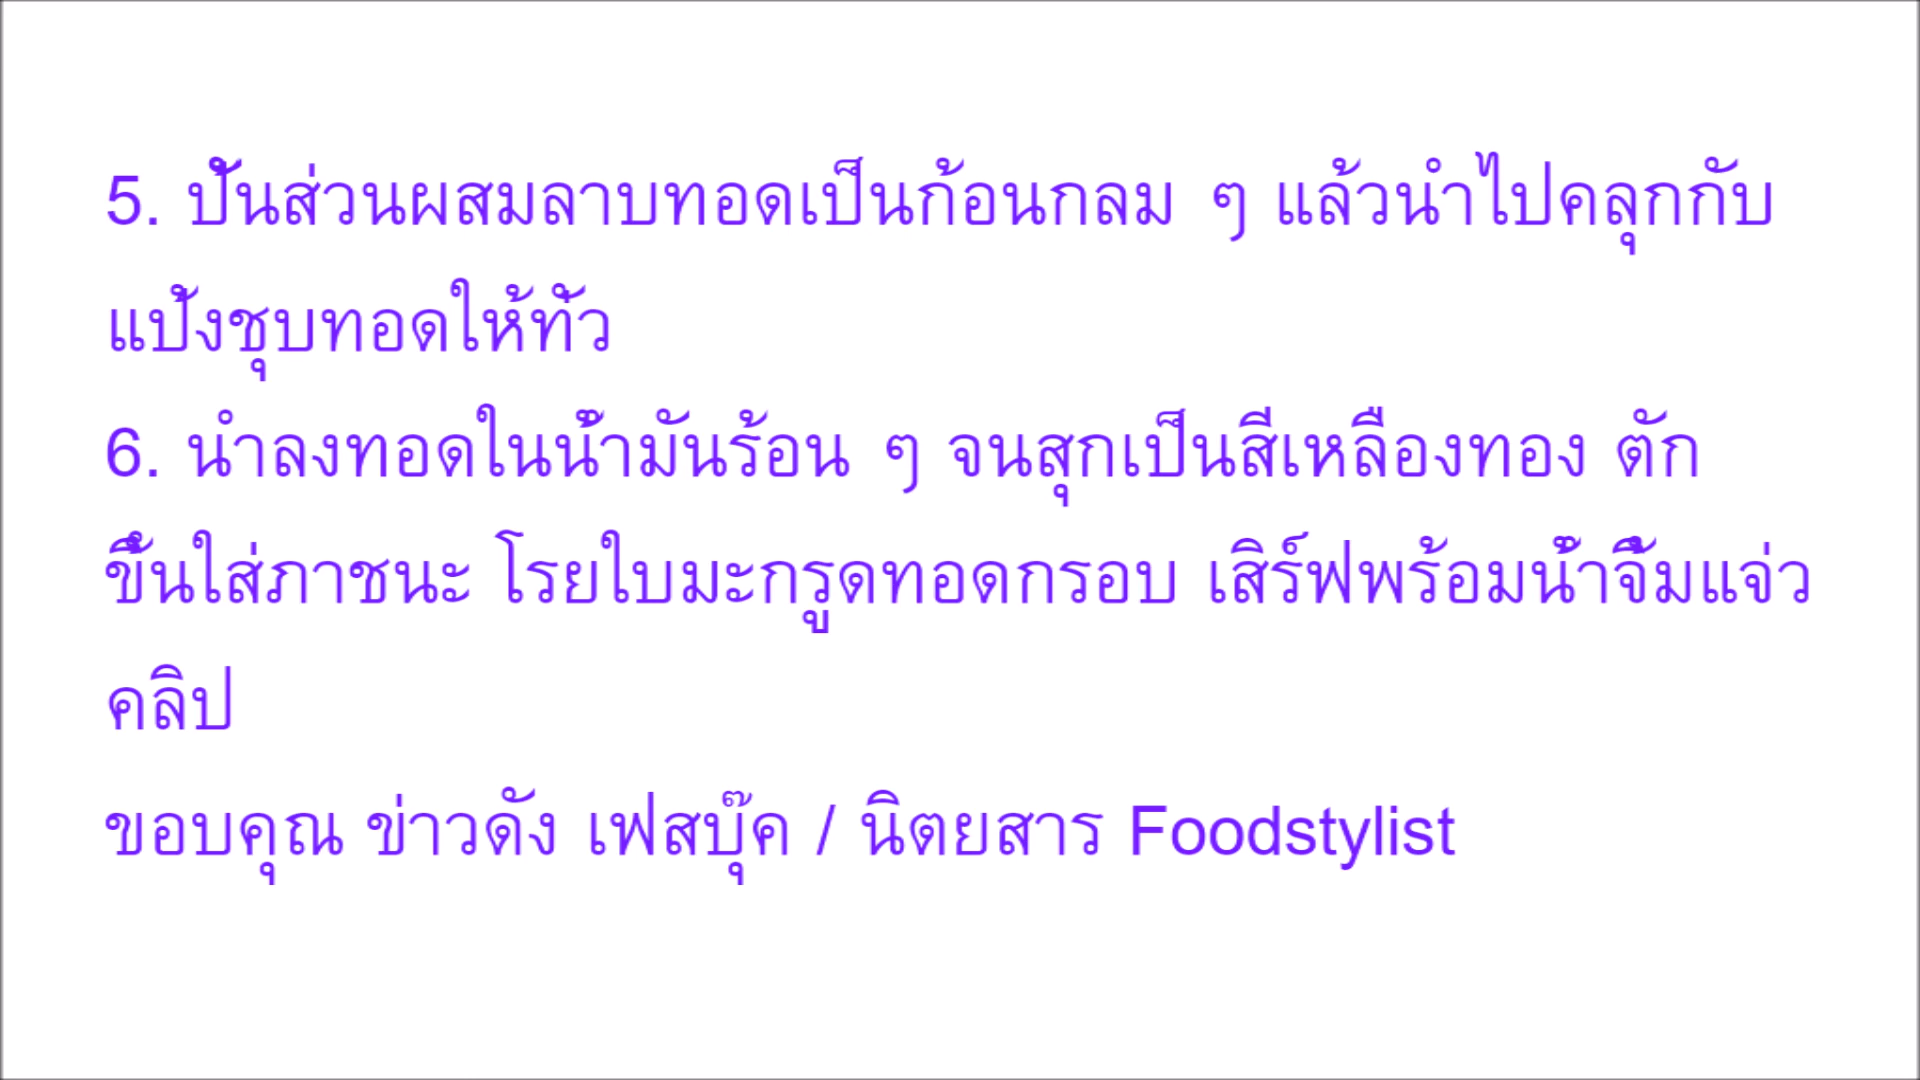 5. ปั้นส่วนผสมลาบทอดเป็นก้อนกลม ๆ แล้วนำไปคลุกกับ
แป้งชุบทอดให้ทั่ว
6. นำลงทอดในน้ำมันร้อน ๆ จนสุกเป็นสีเหลืองทอง ตัก
ขึ้นใส่ภาชนะ โรยใบมะกรูดทอดกรอบ เสิร์ฟพร้อมน้ำจิ้มแจ่ว
คลิป
ขอบคุณ ข่าวดัง เฟสบุ๊ค / นิตยสาร Foodstylist